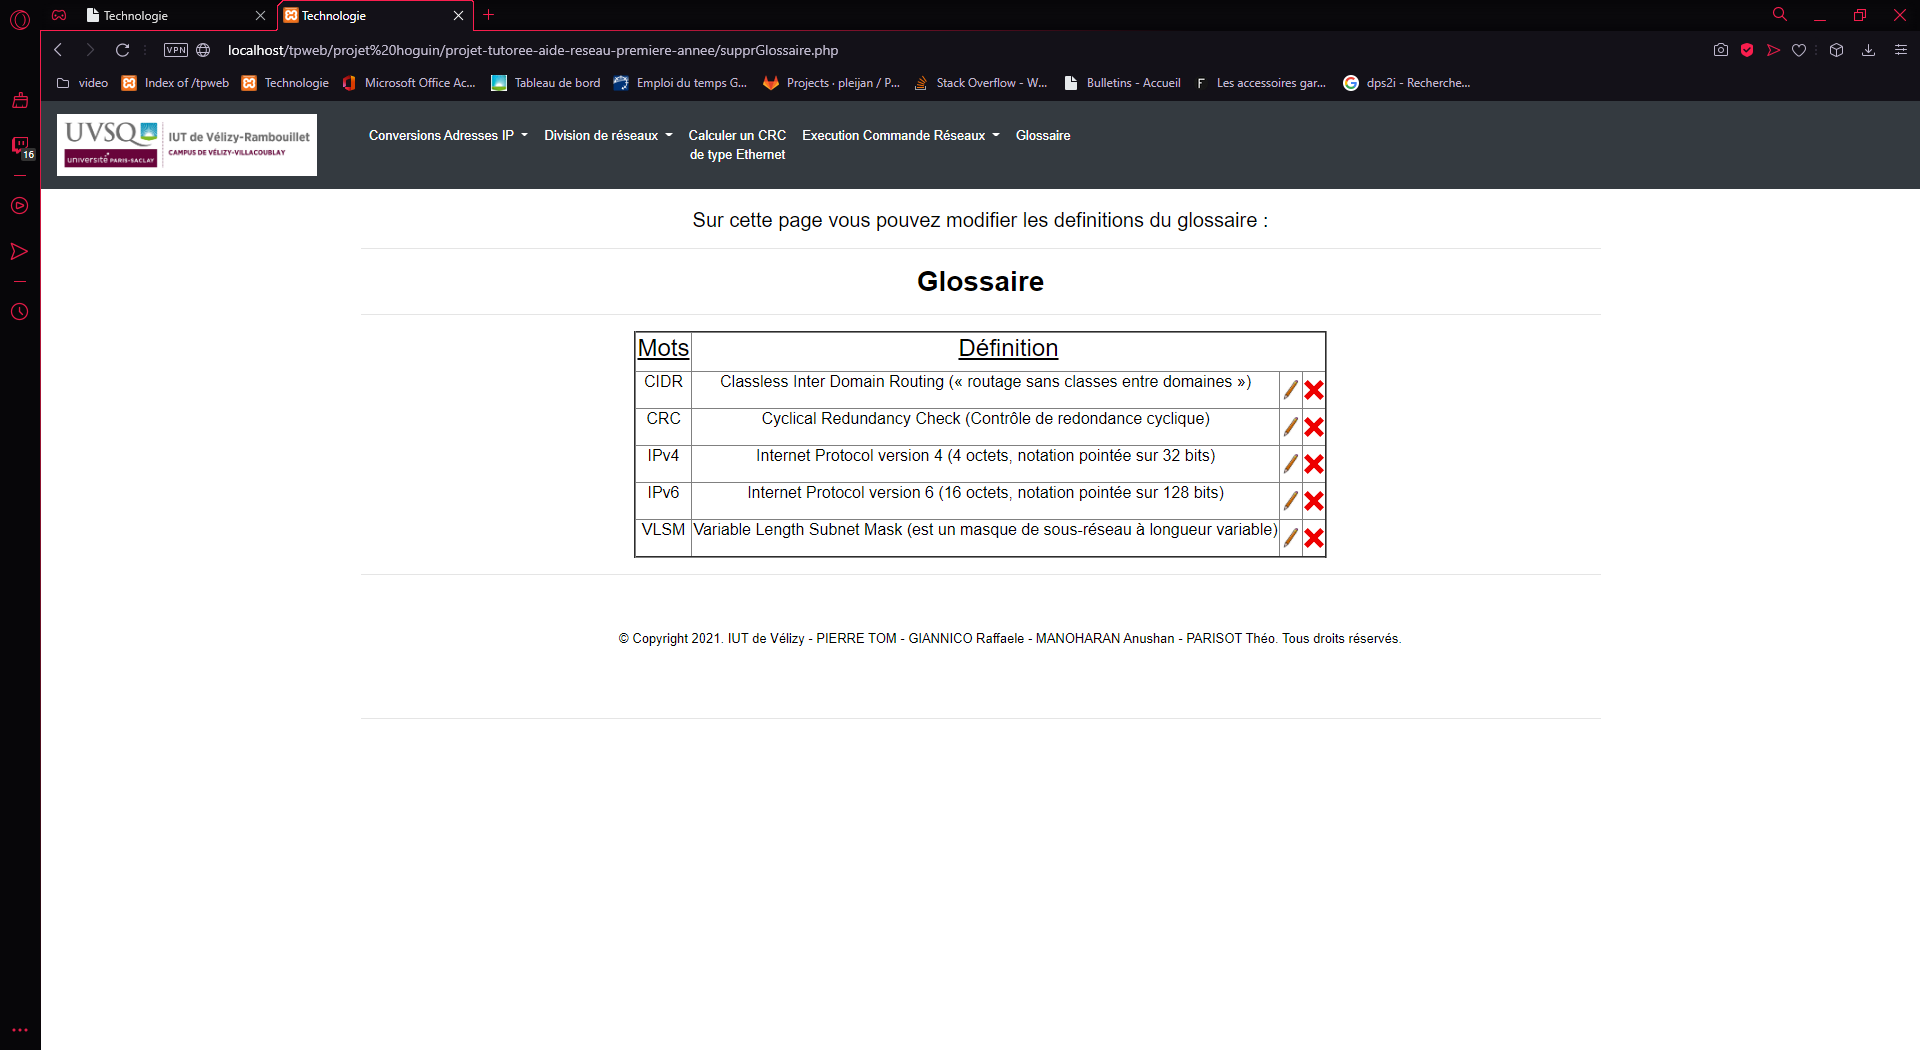 Technologie
Technologie
VPN
localhost/tpweb/projet%20hoguin/projet-tutoree-aide-reseau-premiere-annee/supprGlossaire.php
video
Index of /tpweb
Technologie
Microsoft Office Ac...
Tableau de bord
Emploi du temps G...
Projects · pleijan / P...
Stack Overflow - W...
Bulletins - Accueil
F Les accessoires gar...
dps2i - Recherche...
16
UVSQ
université PARIS-SACLAY
IUT de Vélizy-Rambouillet
CAMPUS DE VÉLIZY-VILLACOUBLAY
Conversions Adresses IP
Division de réseaux
Calculer un CRC
de type Ethernet
Execution Commande Réseaux
Glossaire
Sur cette page vous pouvez modifier les definitions du glossaire :
Glossaire
Mots Définition
CIDR Classless Inter Domain Routing (« routage sans classes entre domaines »)
CRC Cyclical Redundancy Check (Contrôle de redondance cyclique)
IPv4 Internet Protocol version 4 (4 octets, notation pointée sur 32 bits)
IPv6 Internet Protocol version 6 (16 octets, notation pointée sur 128 bits)
VLSM Variable Length Subnet Mask (est un masque de sous-réseau à longueur variable)
© Copyright 2021. IUT de Vélizy - PIERRE TOM - GIANNICO Raffaele - MANOHARAN Anushan - PARISOT Théo. Tous droits réservés.